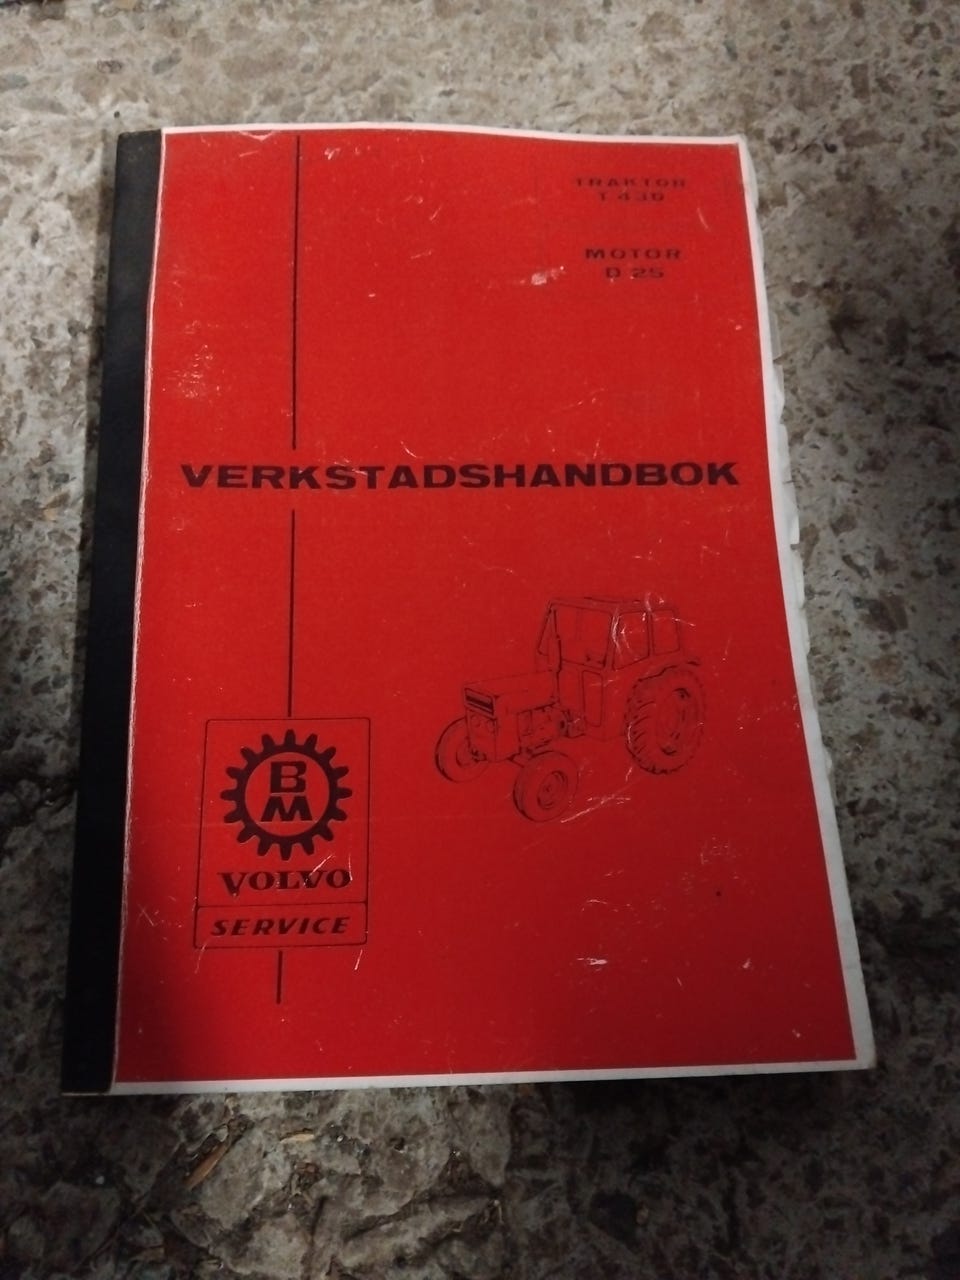 TRAKTOR
T 430
MOTOR
D 25
VERKSTADSHANDBOK
BM
VOLVO
SERVICE